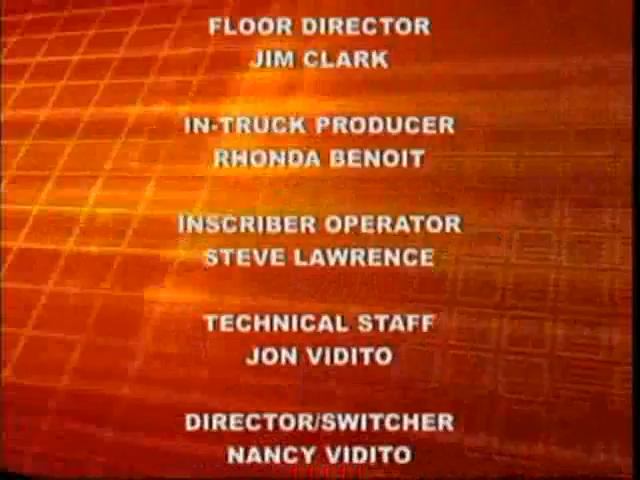 FLOOR DIRECTOR
JIM CLARK
IN-TRUCK PRODUCER
RHONDA BENOIT
INSCRIBER OPERATOR
STEVE LAWRENCE
TECHNICAL STAFF
JON VIDITO
DIRECTOR/SWITCHER
NANCY VIDITO